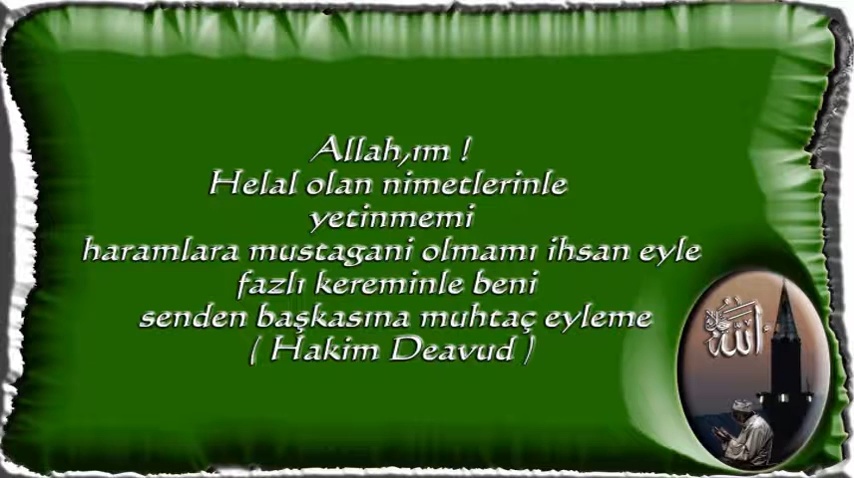 Allah,ım !
Helal olan nimetlerinle
yetinmemi
haramlara mustagani olmamı ihsan eyle
fazlı kereminle beni
senden başkasına muhtaç eyleme
( Hakim Deavud )
الله